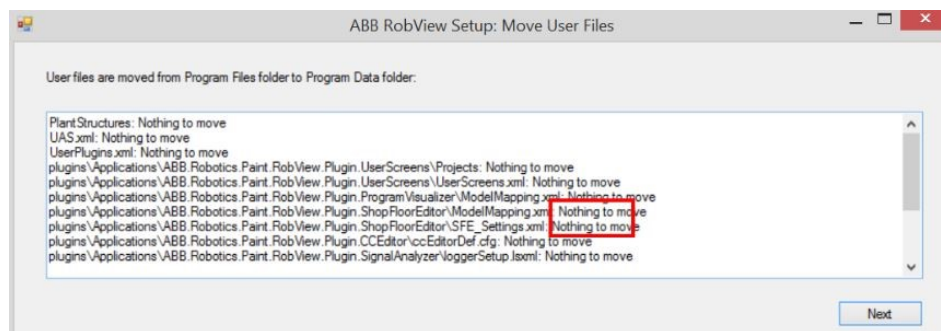 ABB RobView Setup: Move User Files
User files are moved from Program Files folder to Program Data folder:
PlantStructures: Nothing to move
UAS.xml: Nothing to move
UserPlugins.xml: Nothing to move
plugins\Applications\ABB.Robotics.Paint.RobView.Plugin.UserScreens\Projects: Nothing to move
plugins\Applications\ABB.Robotics.Paint.RobView.Plugin.UserScreens\UserScreens.xml: Nothing to move
plugins\Applications\ABB.Robotics.Paint.RobView.Plugin.ProgramVisualizer\ModelMapping.xml: Nothing to move
plugins\Applications\ABB.Robotics.Paint.RobView.Plugin.ShopFloorEditor\ModelMapping.xml: Nothing to move
plugins\Applications\ABB.Robotics.Paint.RobView.Plugin.ShopFloorEditor\SFE_Settings.xml: Nothing to move
plugins\Applications\ABB.Robotics.Paint.RobView.Plugin.CCEditor\ccEditorDef.cfg: Nothing to move
plugins\Applications\ABB.Robotics.Paint.RobView.Plugin.SignalAnalyzer\loggerSetup.lsxml: Nothing to move
Next